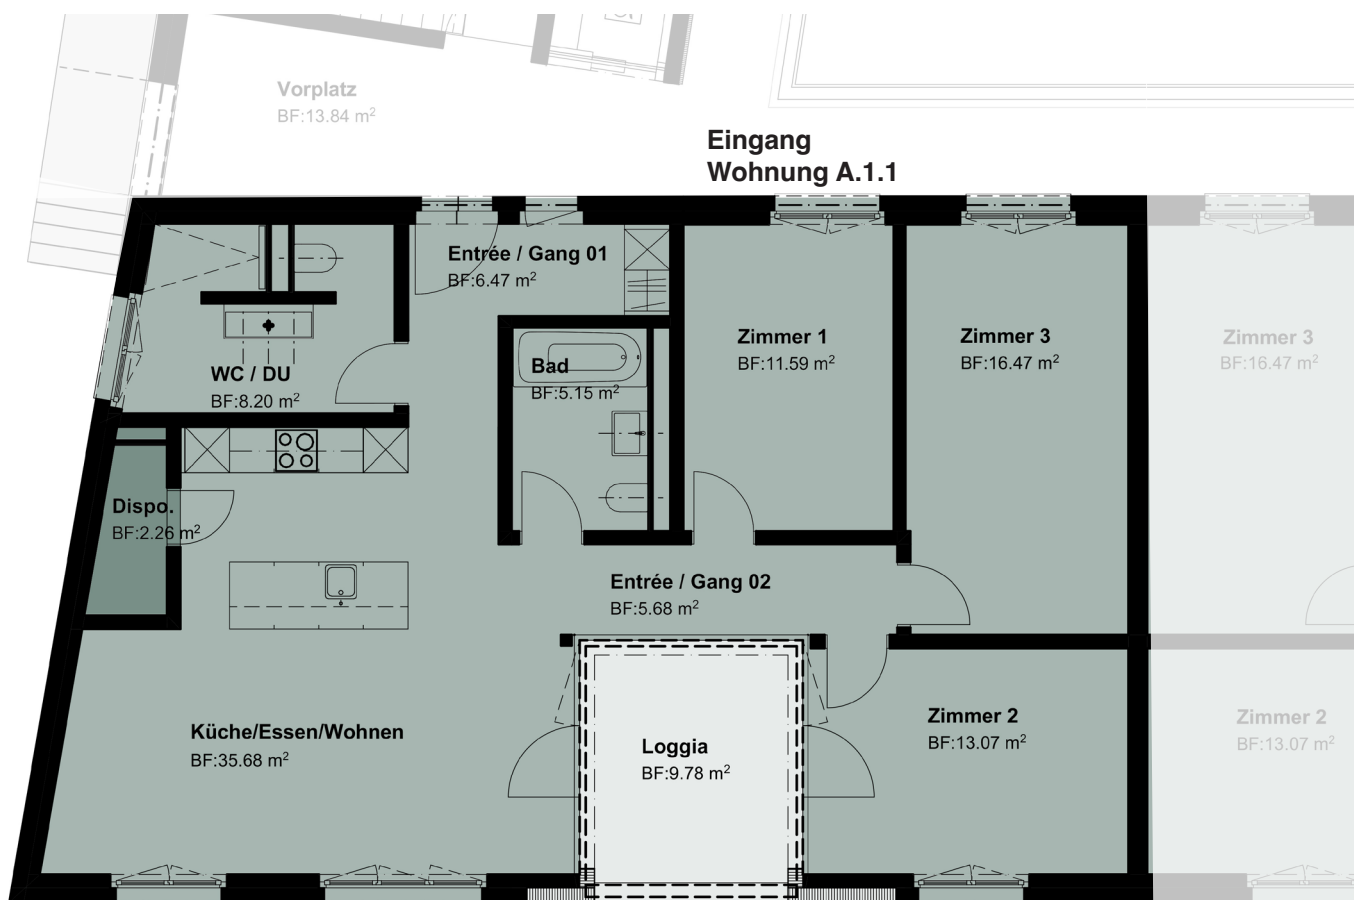 Vorplatz
BF:13.84 m²
Eingang
Wohnung A.1.1
Entrée / Gang 01
BF:6.47 m²
Zimmer 1
BF:11.59 m²
Zimmer 3
BF:16.47 m²
Zimmer 3
BF:16.47 m²
WC / DU
BF:8.20 m²
Bad
BF:5.15 m²
Dispo.
BF:2.26 m²
Entrée / Gang 02
BF:5.68 m²
Küche/Essen/Wohnen
BF:35.68 m²
Loggia
BF:9.78 m²
Zimmer 2
BF:13.07 m²
Zimmer 2
BF:13.07 m²